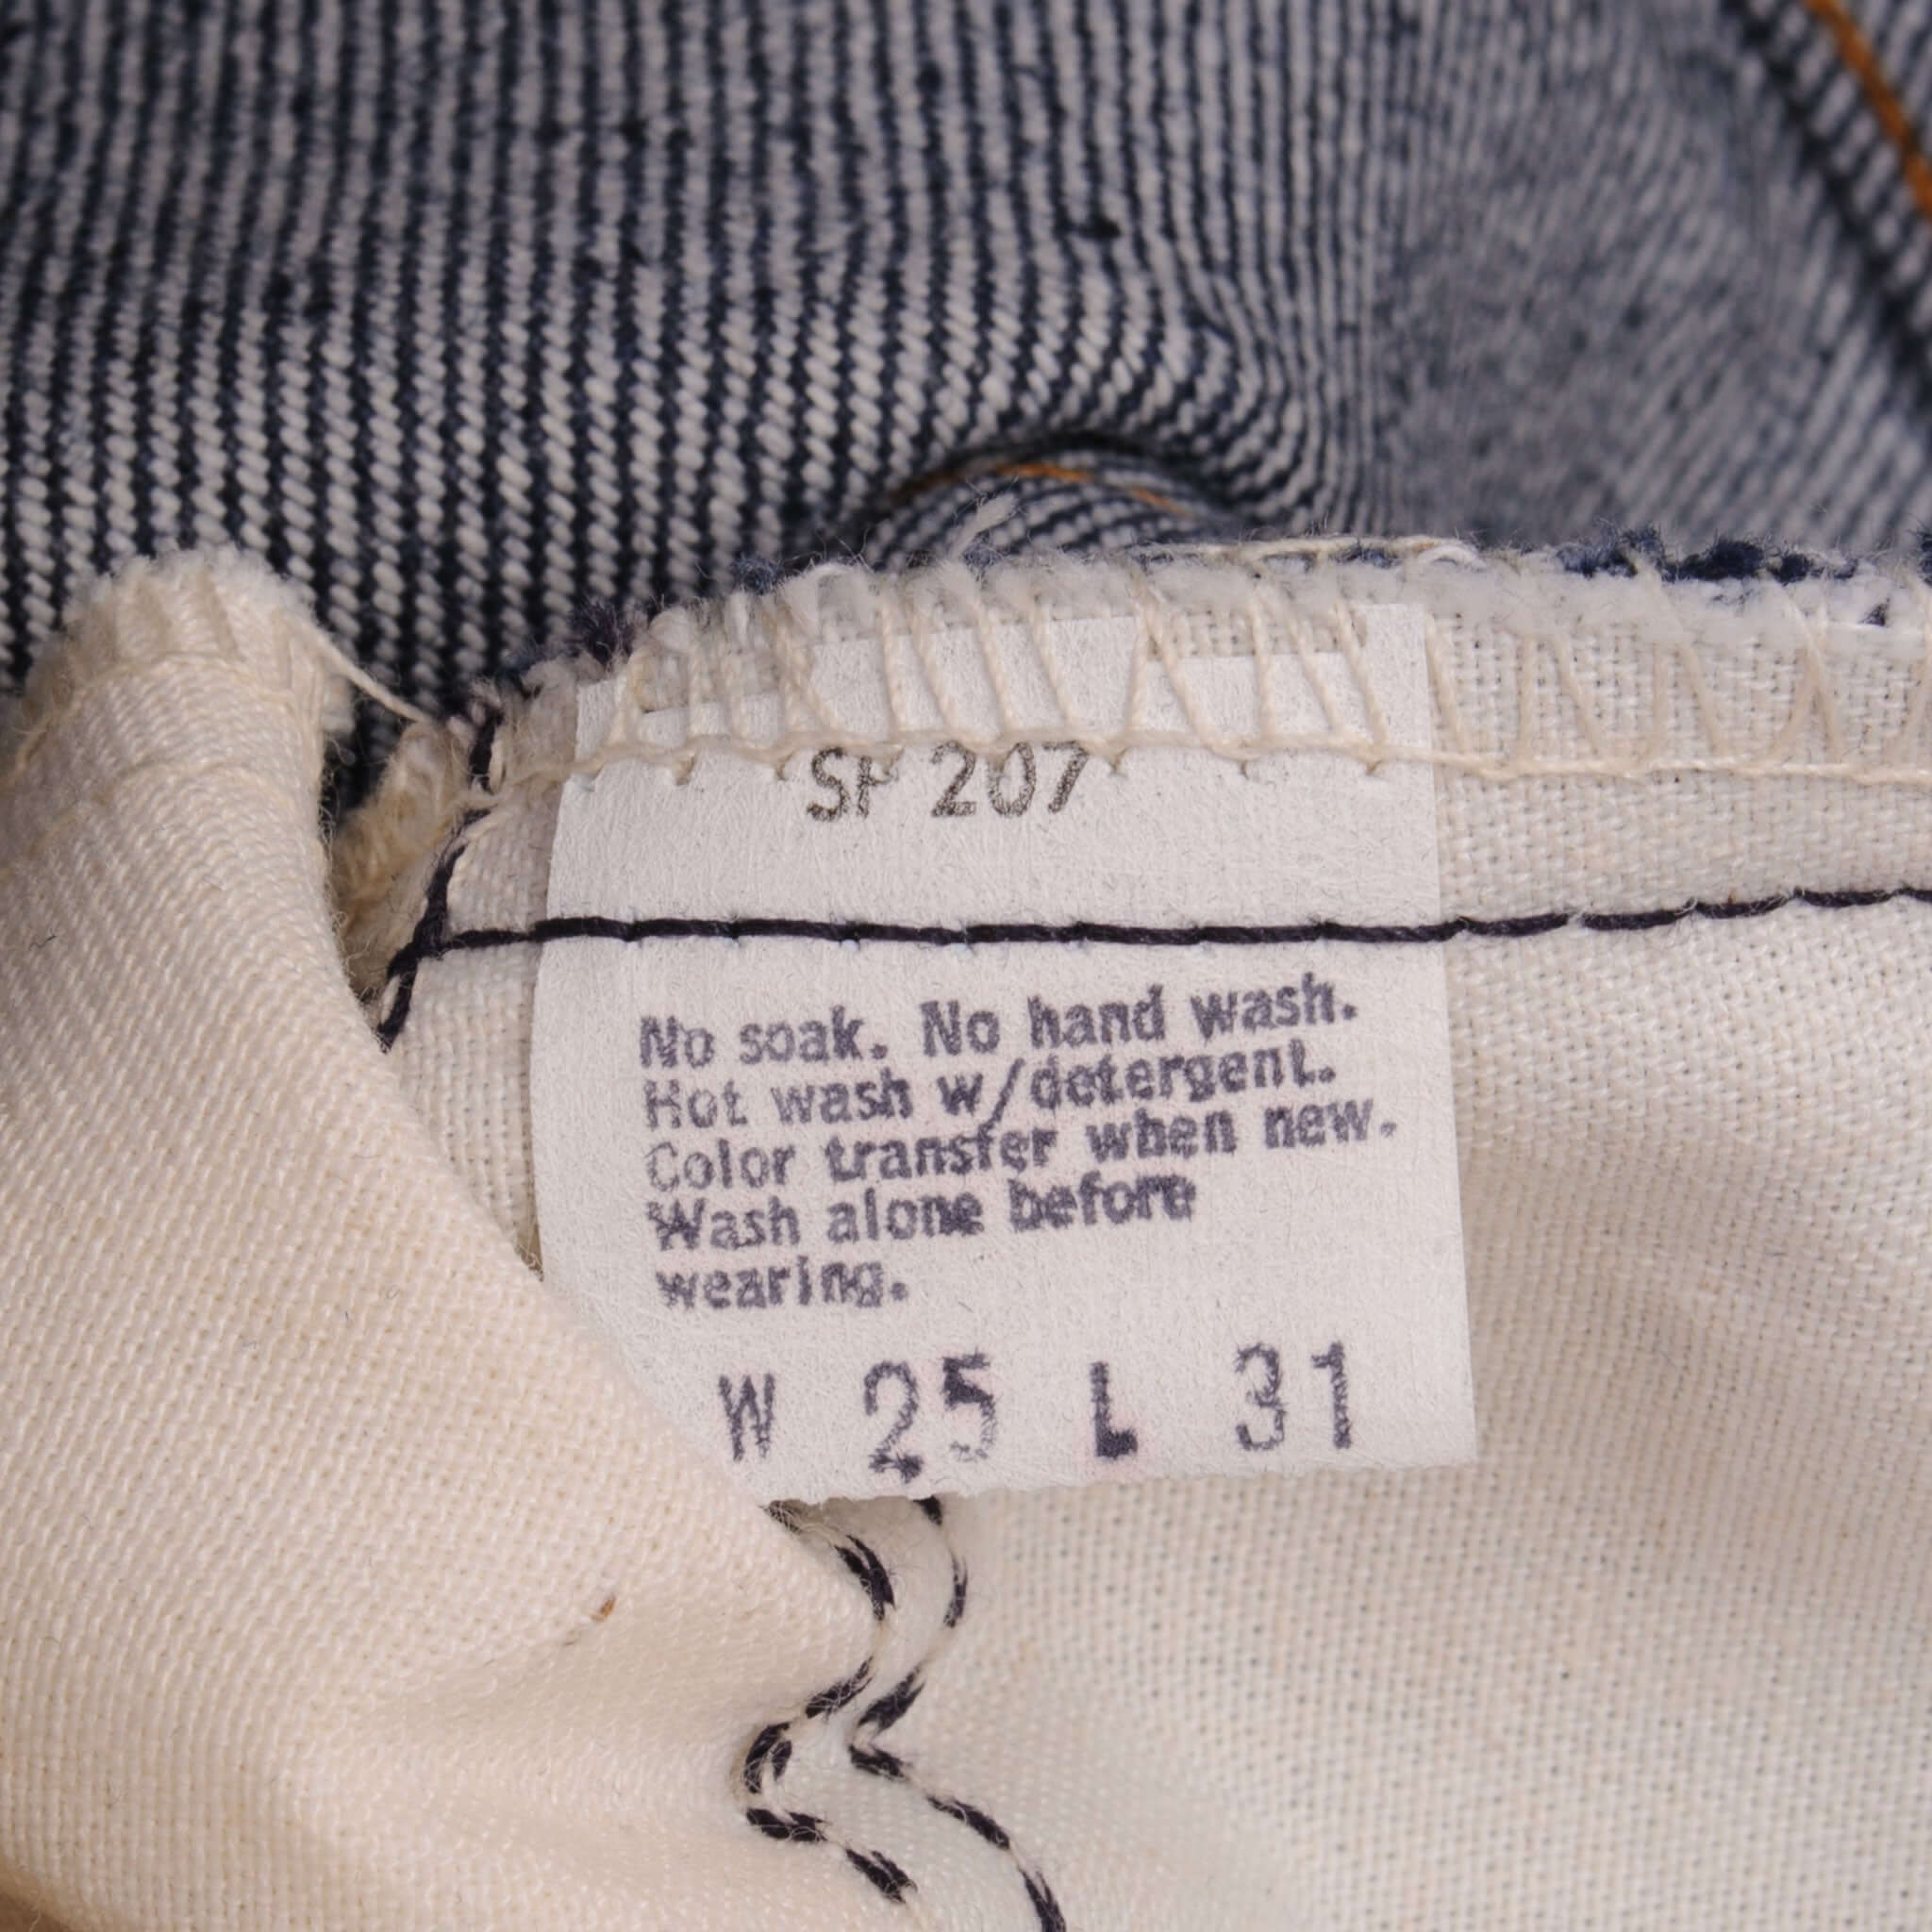 SP 207
No soak. No hand wash.
Hot wash w/detergent.
Color transfer when new.
Wash alone before
wearing.
W 25 L 31